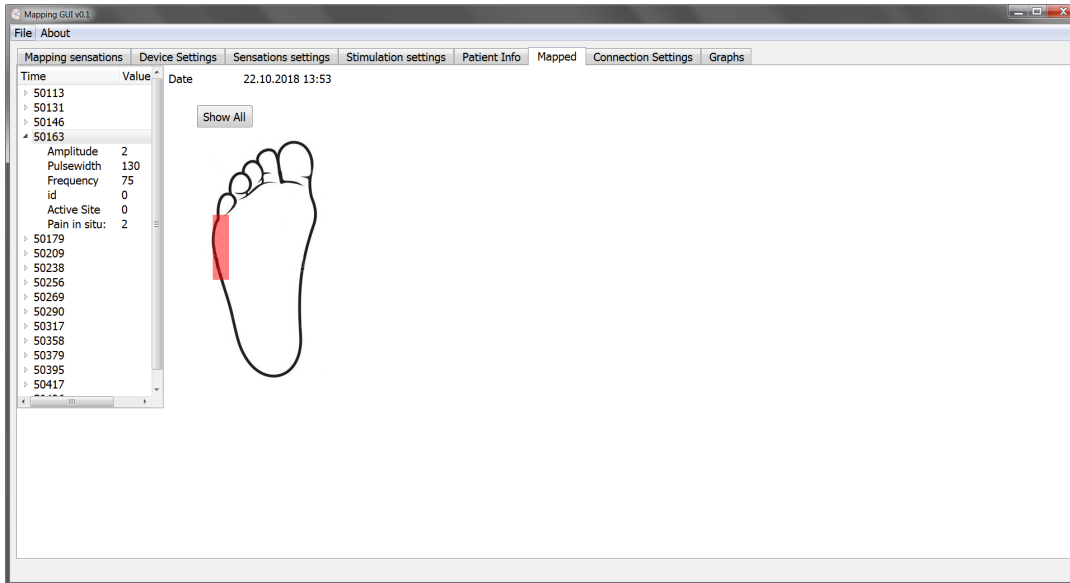 Mapping GUI v0.1
File About
Mapping sensations Device Settings Sensations settings Stimulation settings Patient Info Mapped Connection Settings Graphs
Time Value
Date 22.10.2018 13:53
50113
50131
Show All
50146
50163
Amplitude 2
Pulsewidth 130
Frequency 75
id 0
Active Site 0
Pain in situ: 2
50179
50209
50238
50256
50269
50290
50317
50358
50379
50395
50417